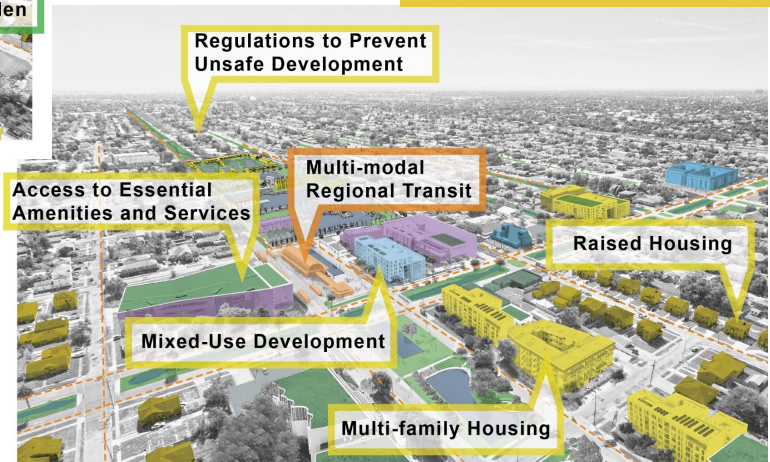 Regulations to Prevent
Unsafe Development
Multi-modal
Regional Transit
Access to Essential
Amenities and Services
Raised Housing
Mixed-Use Development
Multi-family Housing